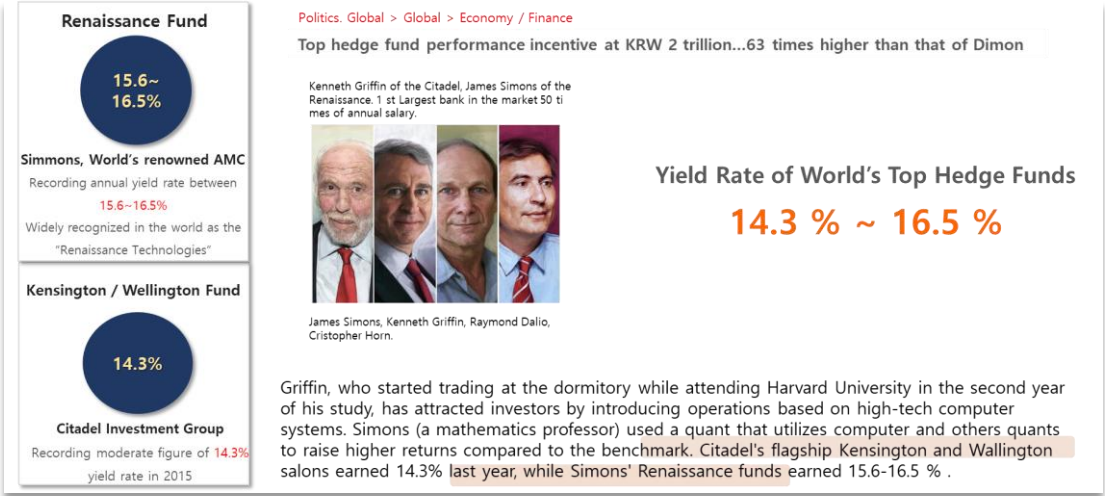 Renaissance Fund
15.6~
16.5%
Simmons, World's renowned AMC
Recording annual yield rate between
15.6~16.5%
Widely recognized in the world as the
"Renaissance Technologies"
Kensington / Wellington Fund
14.3%
Citadel Investment Group
Recording moderate figure of 14.3%
yield rate in 2015
Politics. Global > Global > Economy / Finance
Top hedge fund performance incentive at KRW 2 trillion...63 times higher than that of Dimon
Kenneth Griffin of the Citadel, James Simons of the
Renaissance. 1 st Largest bank in the market 50 ti
mes of annual salary.
James Simons, Kenneth Griffin, Raymond Dalio,
Cristopher Horn.
Yield Rate of World's Top Hedge Funds
14.3 % ~ 16.5 %
Griffin, who started trading at the dormitory while attending Harvard University in the second year
of his study, has attracted investors by introducing operations based on high-tech computer
systems. Simons (a mathematics professor) used a quant that utilizes computer and others quants
to raise higher returns compared to the benchmark. Citadel's flagship Kensington and Wallington
salons earned 14.3% last year, while Simons' Renaissance funds earned 15.6-16.5 % .